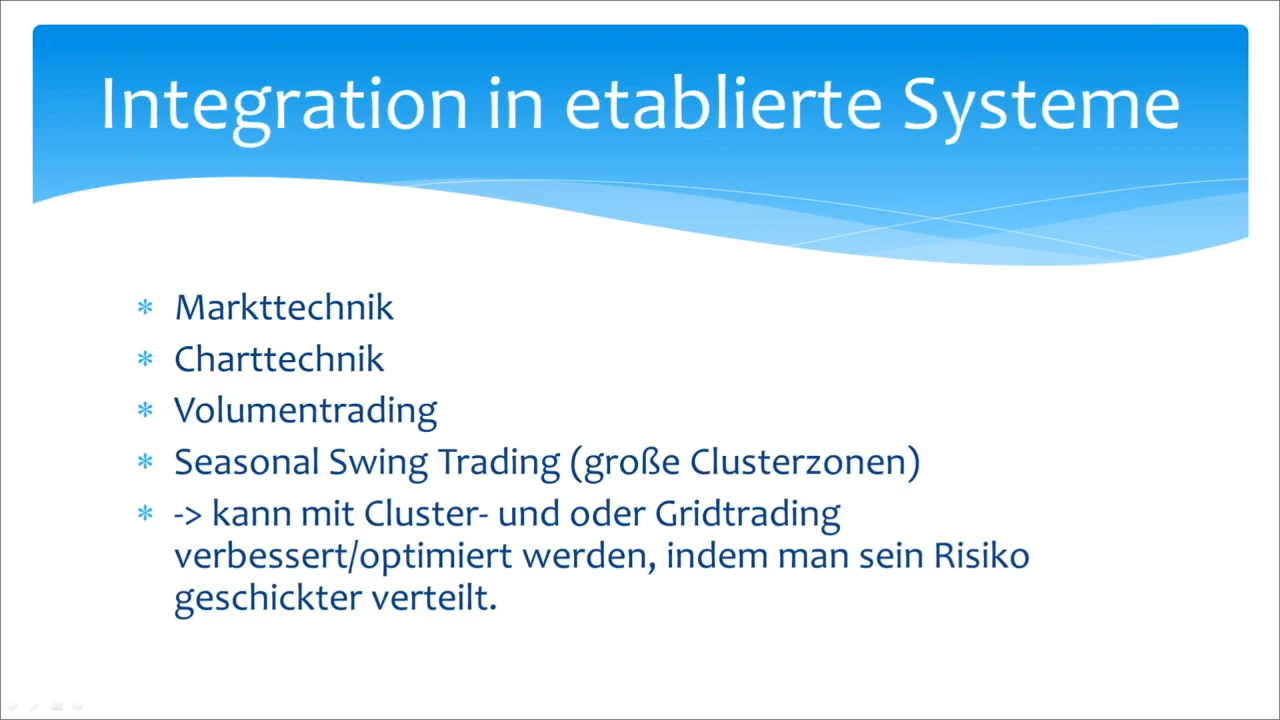 Integration in etablierte Systeme
* Markttechnik
* Charttechnik
* Volumentrading
* Seasonal Swing Trading (große Clusterzonen)
* -> kann mit Cluster- und oder Gridtrading
verbessert/optimiert werden, indem man sein Risiko
geschickter verteilt.